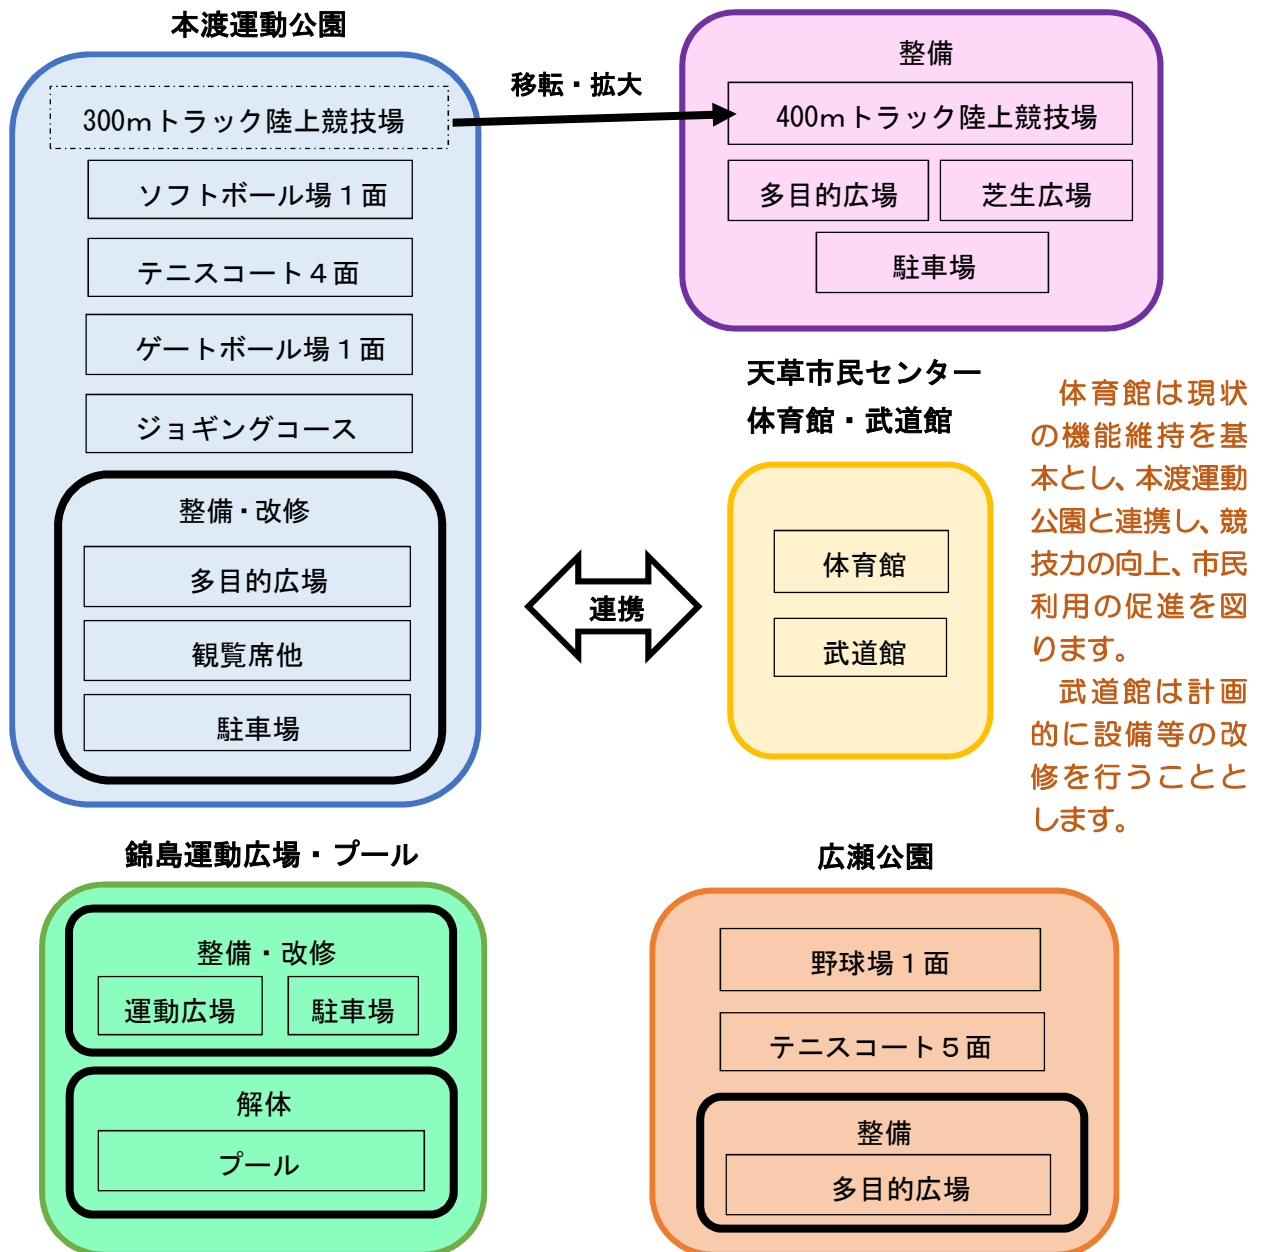 本渡運動公園
300mトラック陸上競技場
ソフトボール場１面
テニスコート４面
ゲートボール場１面
ジョギングコース
整備・改修
多目的広場
観覧席他
駐車場
移転・拡大
整備
400mトラック陸上競技場
多目的広場
芝生広場
駐車場
天草市民センター
体育館・武道館
体育館
武道館
連携
体育館は現状
の機能維持を基
本とし、本渡運動
公園と連携し、競
技力の向上、市民
利用の促進を図
ります。
武道館は計画
的に設備等の改
修を行うことと
します。
錦島運動広場・プール
整備・改修
運動広場
駐車場
解体
プール
広瀬公園
野球場１面
テニスコート５面
整備
多目的広場